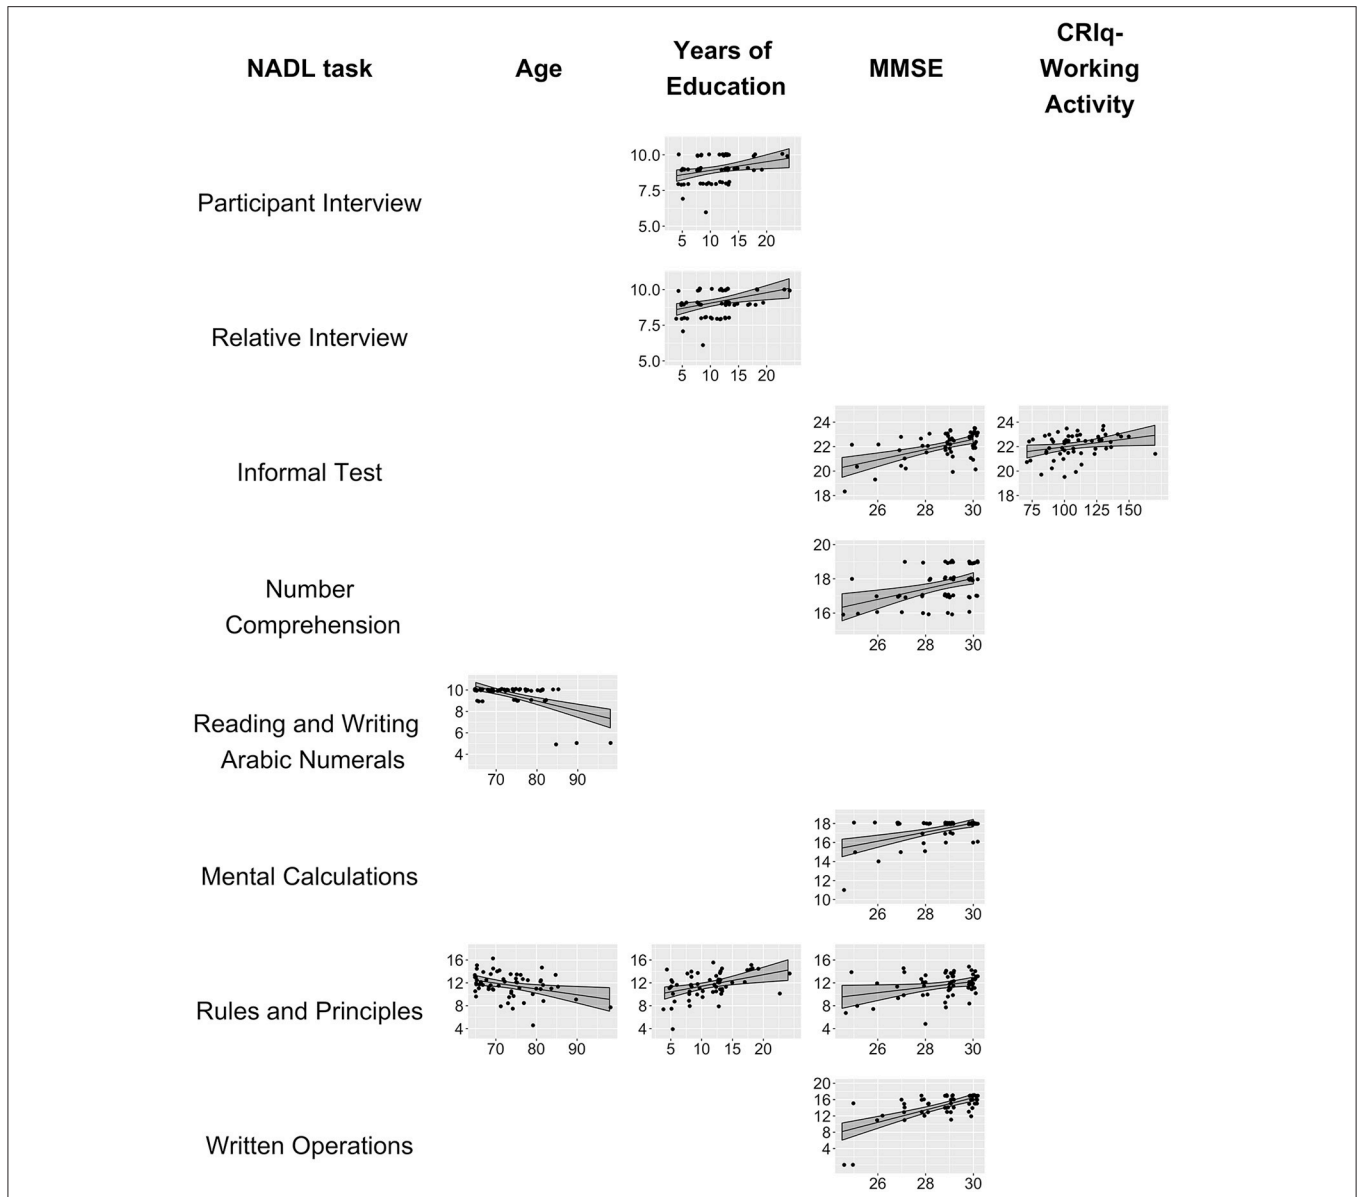 NADL task
Age
Years of
Education
MMSE
CRIq-
Working
Activity
Participant Interview
10.0
7.5
5.0
5 10 15 20
Relative Interview
10.0
7.5
5.0
5 10 15 20
Informal Test
24
22
20
18
26 28 30
24
22
20
18
75 100 125 150
Number
Comprehension
20
18
16
26 28 30
Reading and Writing
Arabic Numerals
10
8
6
4
70 80 90
Mental Calculations
18
16
14
12
10
26 28 30
Rules and Principles
16
12
8
4
70 80 90
16
12
8
4
5 10 15 20
16
12
8
4
26 28 30
Written Operations
20
16
12
8
4
26 28 30